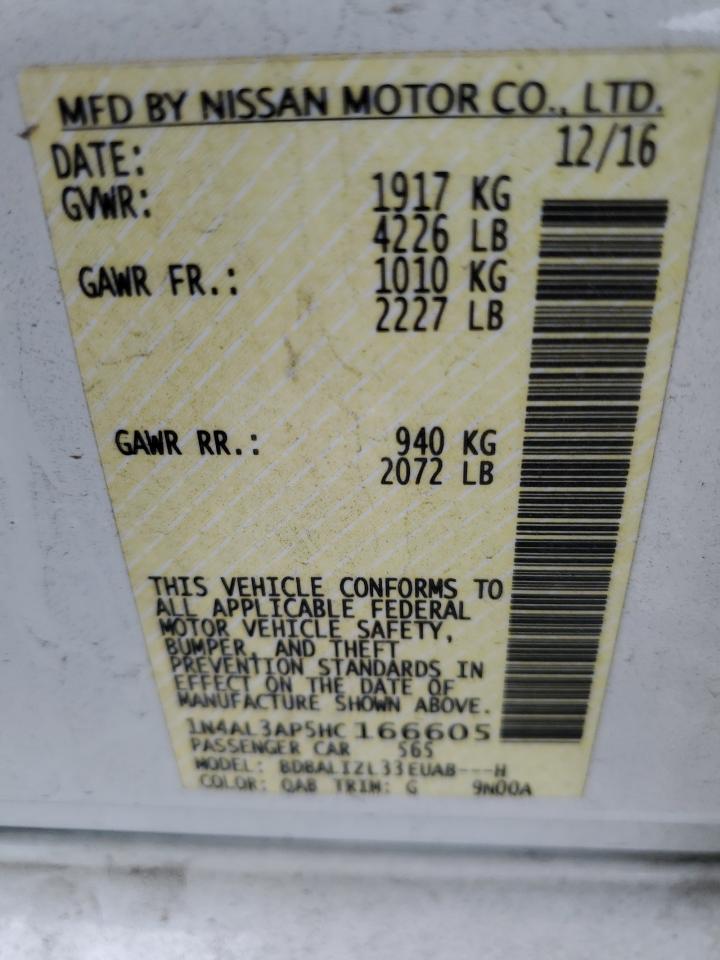 MFD BY NISSAN MOTOR CO., LTD.
DATE: 12/16
GVWR: 1917 KG
4226 LB
GAWR FR.: 1010 KG
2227 LB
GAWR RR.: 940 KG
2072 LB
THIS VEHICLE CONFORMS TO
ALL APPLICABLE FEDERAL
MOTOR VEHICLE SAFETY,
BUMPER, AND THEFT
PREVENTION STANDARDS IN
EFFECT ON THE DATE OF
MANUFACTURE SHOWN ABOVE.
1N4AL3AP5HC166605
PASSENGER CAR 565
MODEL: BDBALIZL33EUAB---H
COLOR: QAB TRIM: G 9N00A